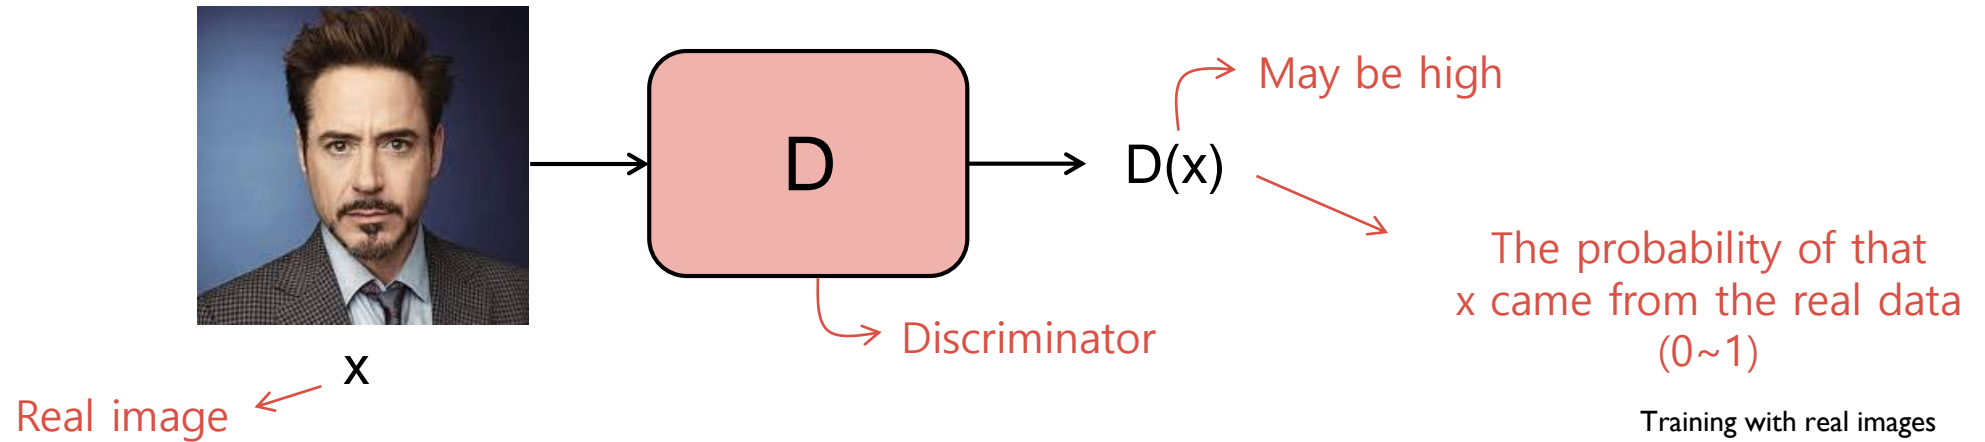 May be high
D
D(x)
The probability of that
x came from the real data
(0~1)
Discriminator
x
Real image
Training with real images